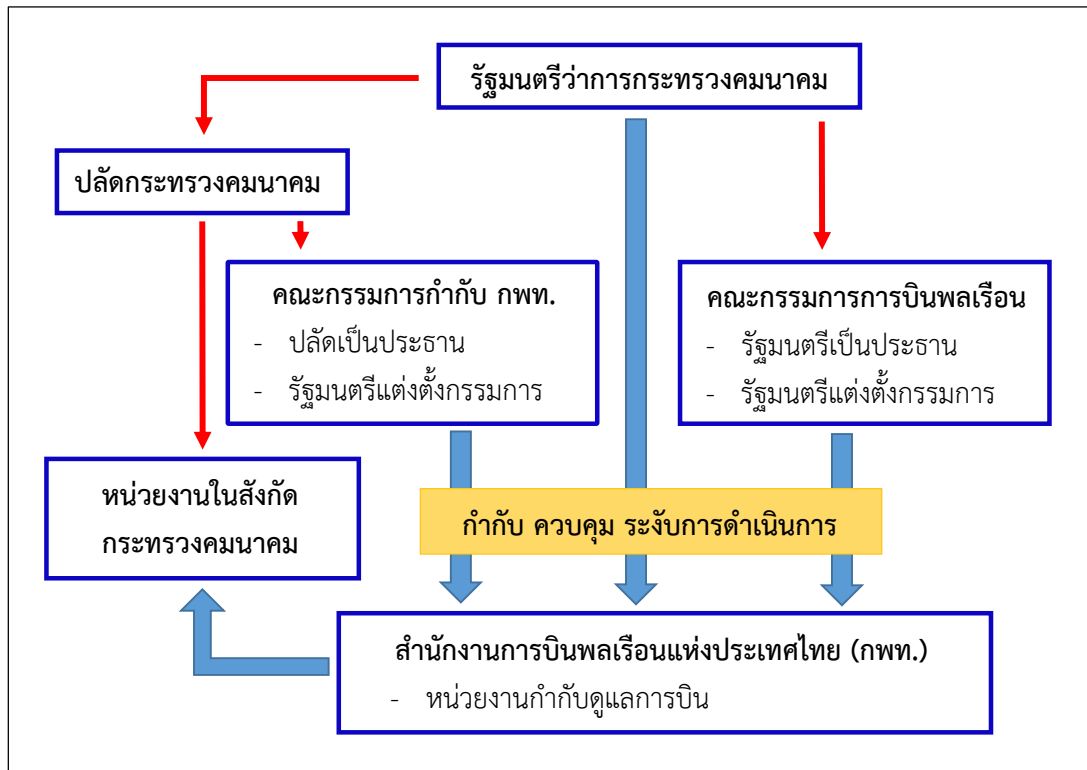 รัฐมนตรีว่าการกระทรวงคมนาคม
ปลัดกระทรวงคมนาคม
คณะกรรมการกำกับ กพท.
- ปลัดเป็นประธาน
- รัฐมนตรีแต่งตั้งกรรมการ
คณะกรรมการการบินพลเรือน
- รัฐมนตรีเป็นประธาน
- รัฐมนตรีแต่งตั้งกรรมการ
หน่วยงานในสังกัด
กระทรวงคมนาคม
กำกับ ควบคุม ระงับการดำเนินการ
สำนักงานการบินพลเรือนแห่งประเทศไทย (กพท.)
- หน่วยงานกำกับดูแลการบิน